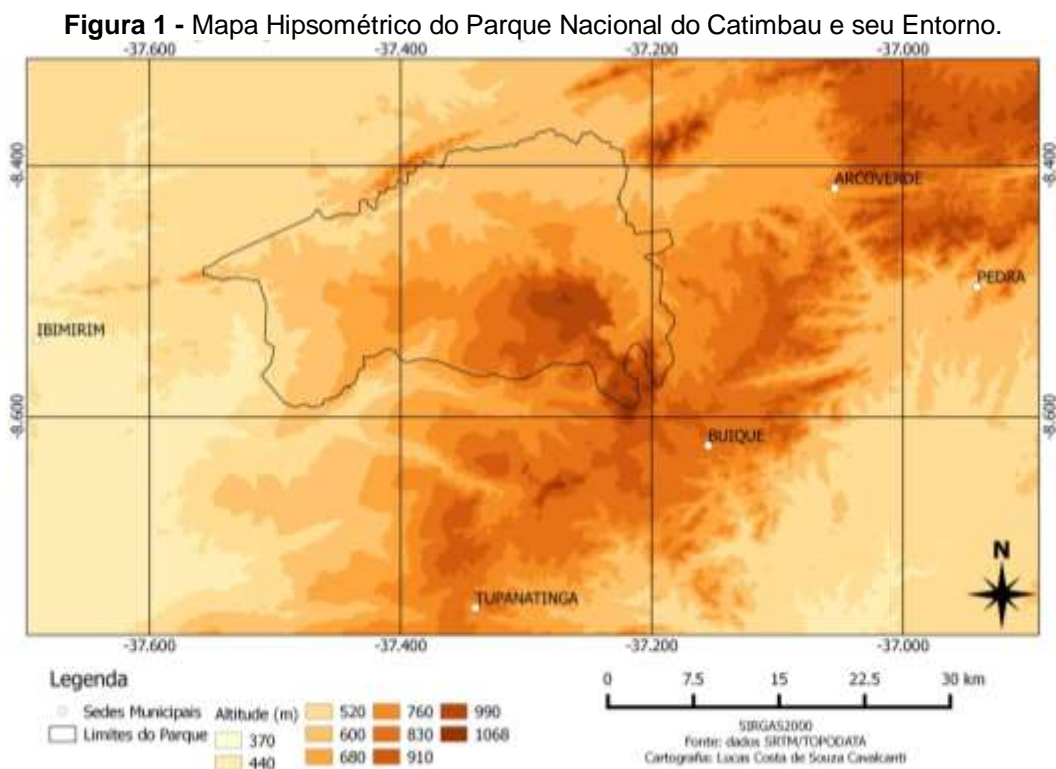 Figura 1 - Mapa Hipsométrico do Parque Nacional do Catimbau e seu Entorno.
-37.600 -37.400 -37.200 -37.000
-8.400 -8.400
ARCOVERDE
PEDRA
IBIMIRIM
-8.600 -8.600
BUIQUE
N
TUPANATINGA
-37.600 -37.400 -37.200 -37.000
Legenda
Sedes Municipais
Limites do Parque
Altitude (m)
370
440
520
600
680
760
830
910
990
1068
0 7.5 15 22.5 30 km
SIRGAS2000
Fonte: dados SRTM/TOPODATA
Cartografia: Lucas Costa de Souza Cavalcanti